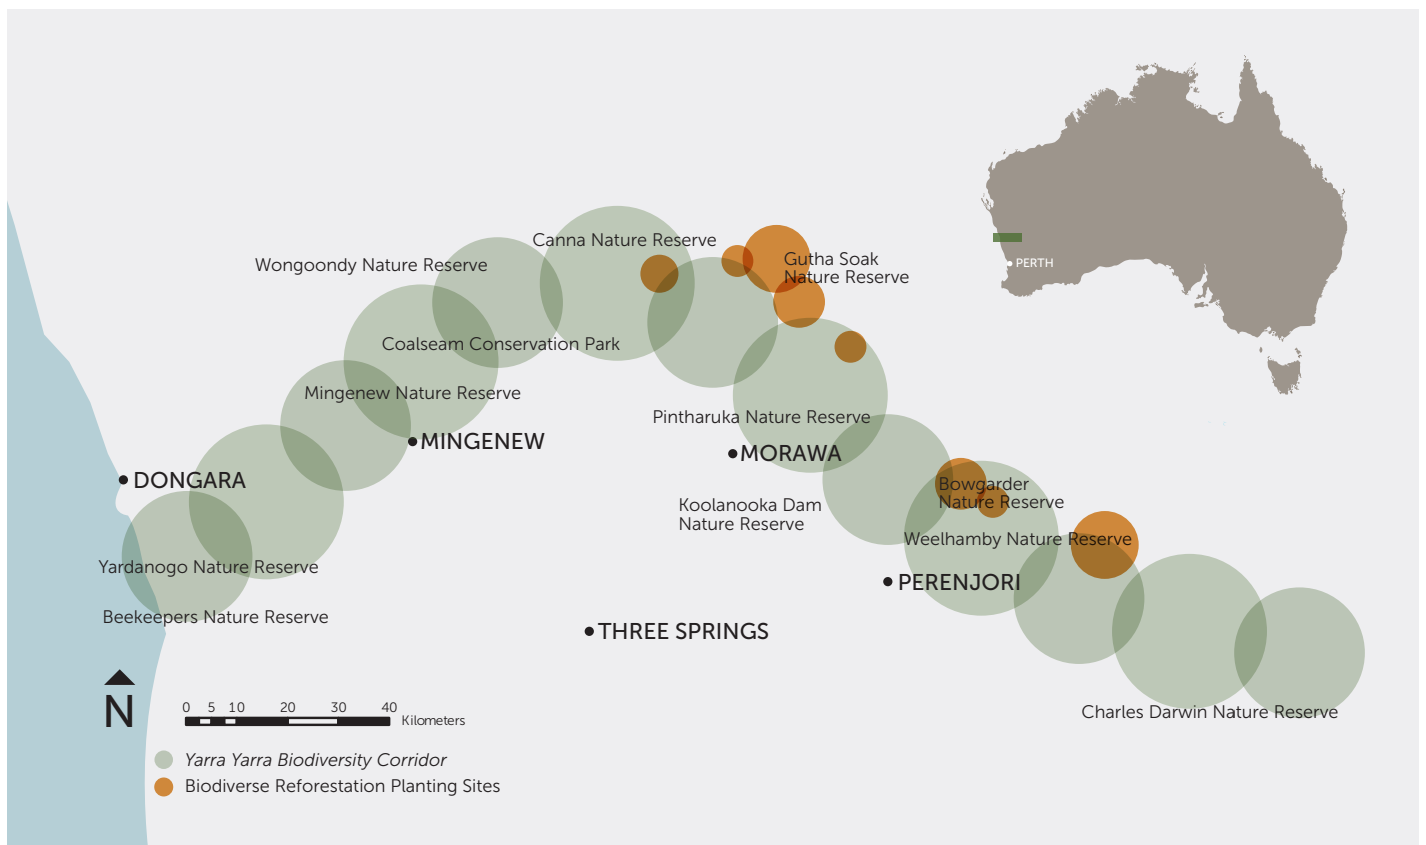 PERTH
Canna Nature Reserve
Wongoondy Nature Reserve
Gutha Soak
Nature Reserve
Coalseam Conservation Park
Mingenew Nature Reserve
Pintharuka Nature Reserve
MINGENEW
MORAWA
DONGARA
Bowgarder
Nature Reserve
Koolanooka Dam
Nature Reserve
Weelhamby Nature Reserve
Yardanogo Nature Reserve
PERENJORI
Beekeepers Nature Reserve
THREE SPRINGS
N
0 5 10 20 30 40
Kilometers
Charles Darwin Nature Reserve
Yarra Yarra Biodiversity Corridor
Biodiverse Reforestation Planting Sites